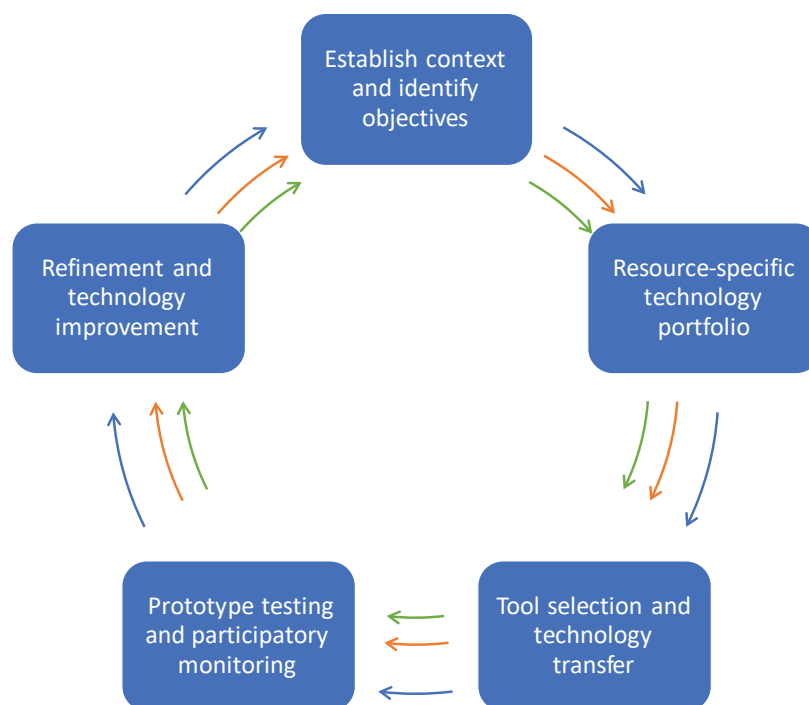 Establish context
and identify
objectives
Resource-specific
technology
portfolio
Tool selection and
technology
transfer
Prototype testing
and participatory
monitoring
Refinement and
technology
improvement